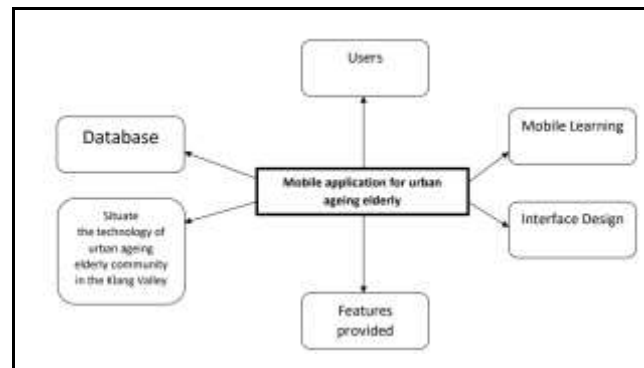 Users
Database
Mobile Learning
Mobile application for urban
ageing elderly
Situate
the technology of
urban ageing
elderly community
in the Klang Valley
Interface Design
Features
provided